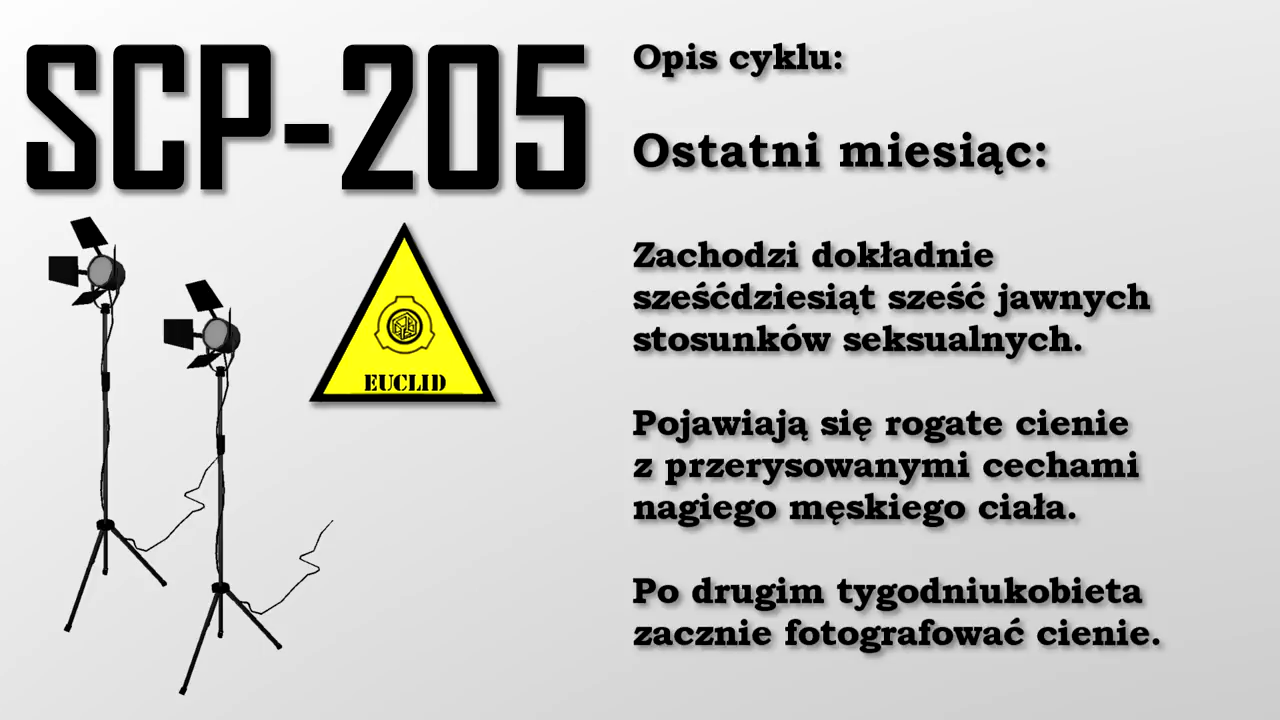 SCP-205
EUCLID
Opis cyklu:
Ostatni miesiąc:
Zachodzi dokładnie
sześćdziesiąt sześć jawnych
stosunków seksualnych.
Pojawiają się rogate cienie
z przerysowanymi cechami
nagiego męskiego ciała.
Po drugim tygodniukobieta
zacznie fotografować cienie.